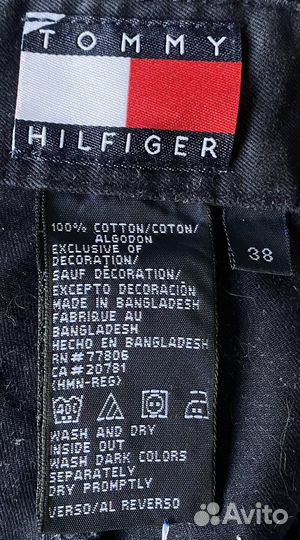 TOMMY
HILFIGER
38
100% COTTON/COTON/
ALGODON
EXCLUSIVE OF
DECORATION/
SAUF DÉCORATION/
EXCEPTO DECORACIÓN
MADE IN BANGLADESH
FABRIQUE AU
BANGLADESH
HECHO EN BANGLADESH
RN#77806
CA#20781
(HMN-REG)
40C
WASH AND DRY
INSIDE OUT
WASH DARK COLORS
SEPARATELY
DRY PROMPTLY
VERSO/AL REVERSO
Avito